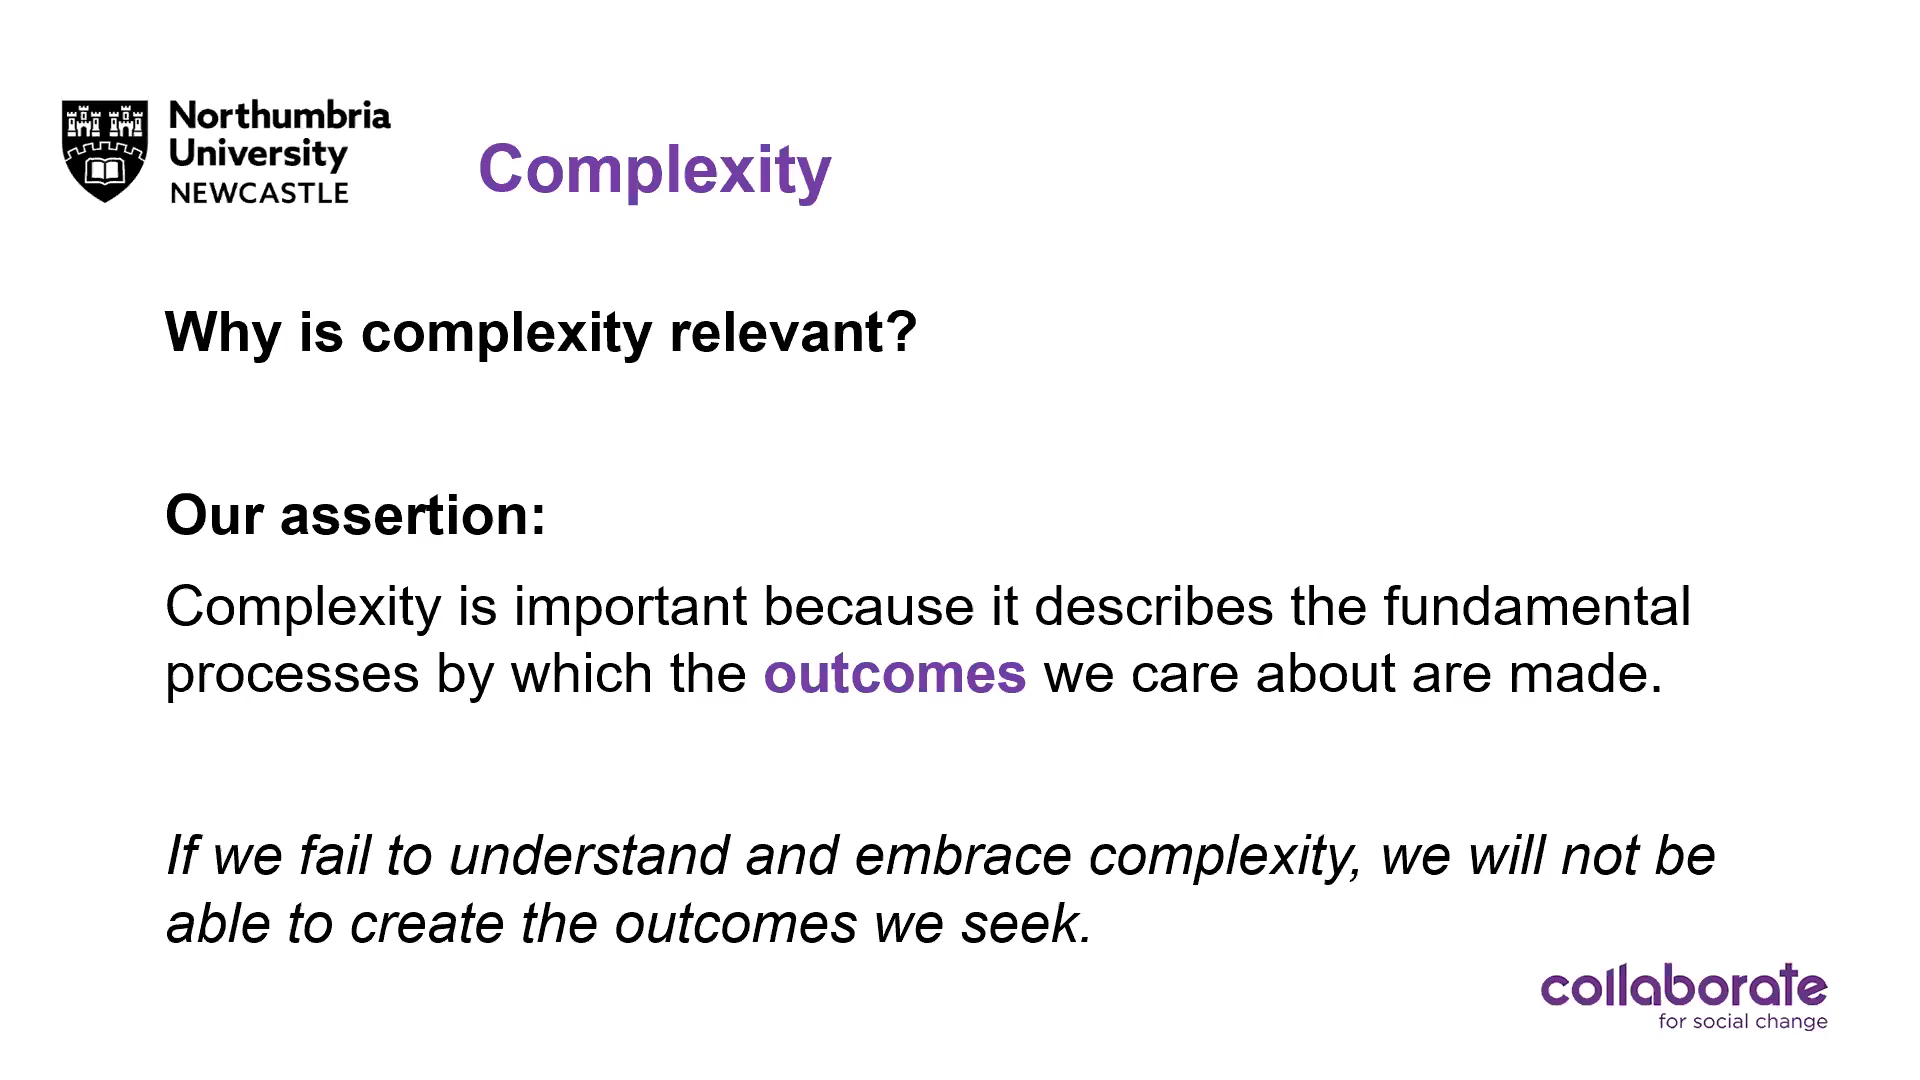 Northumbria
University
NEWCASTLE
Complexity
Why is complexity relevant?
Our assertion:
Complexity is important because it describes the fundamental
processes by which the outcomes we care about are made.
If we fail to understand and embrace complexity, we will not be
able to create the outcomes we seek.
collaborate
for social change